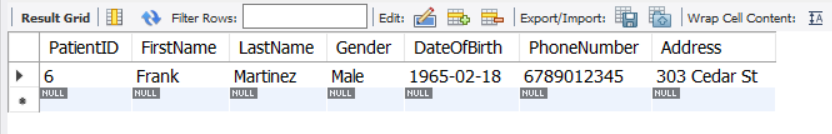 Result Grid Filter Rows: Edit: Export/Import: Wrap Cell Content: IA
PatientID FirstName LastName Gender DateOfBirth PhoneNumber Address
6 Frank Martinez Male 1965-02-18 6789012345 303 Cedar St
NULL NULL NULL NULL NULL NULL NULL